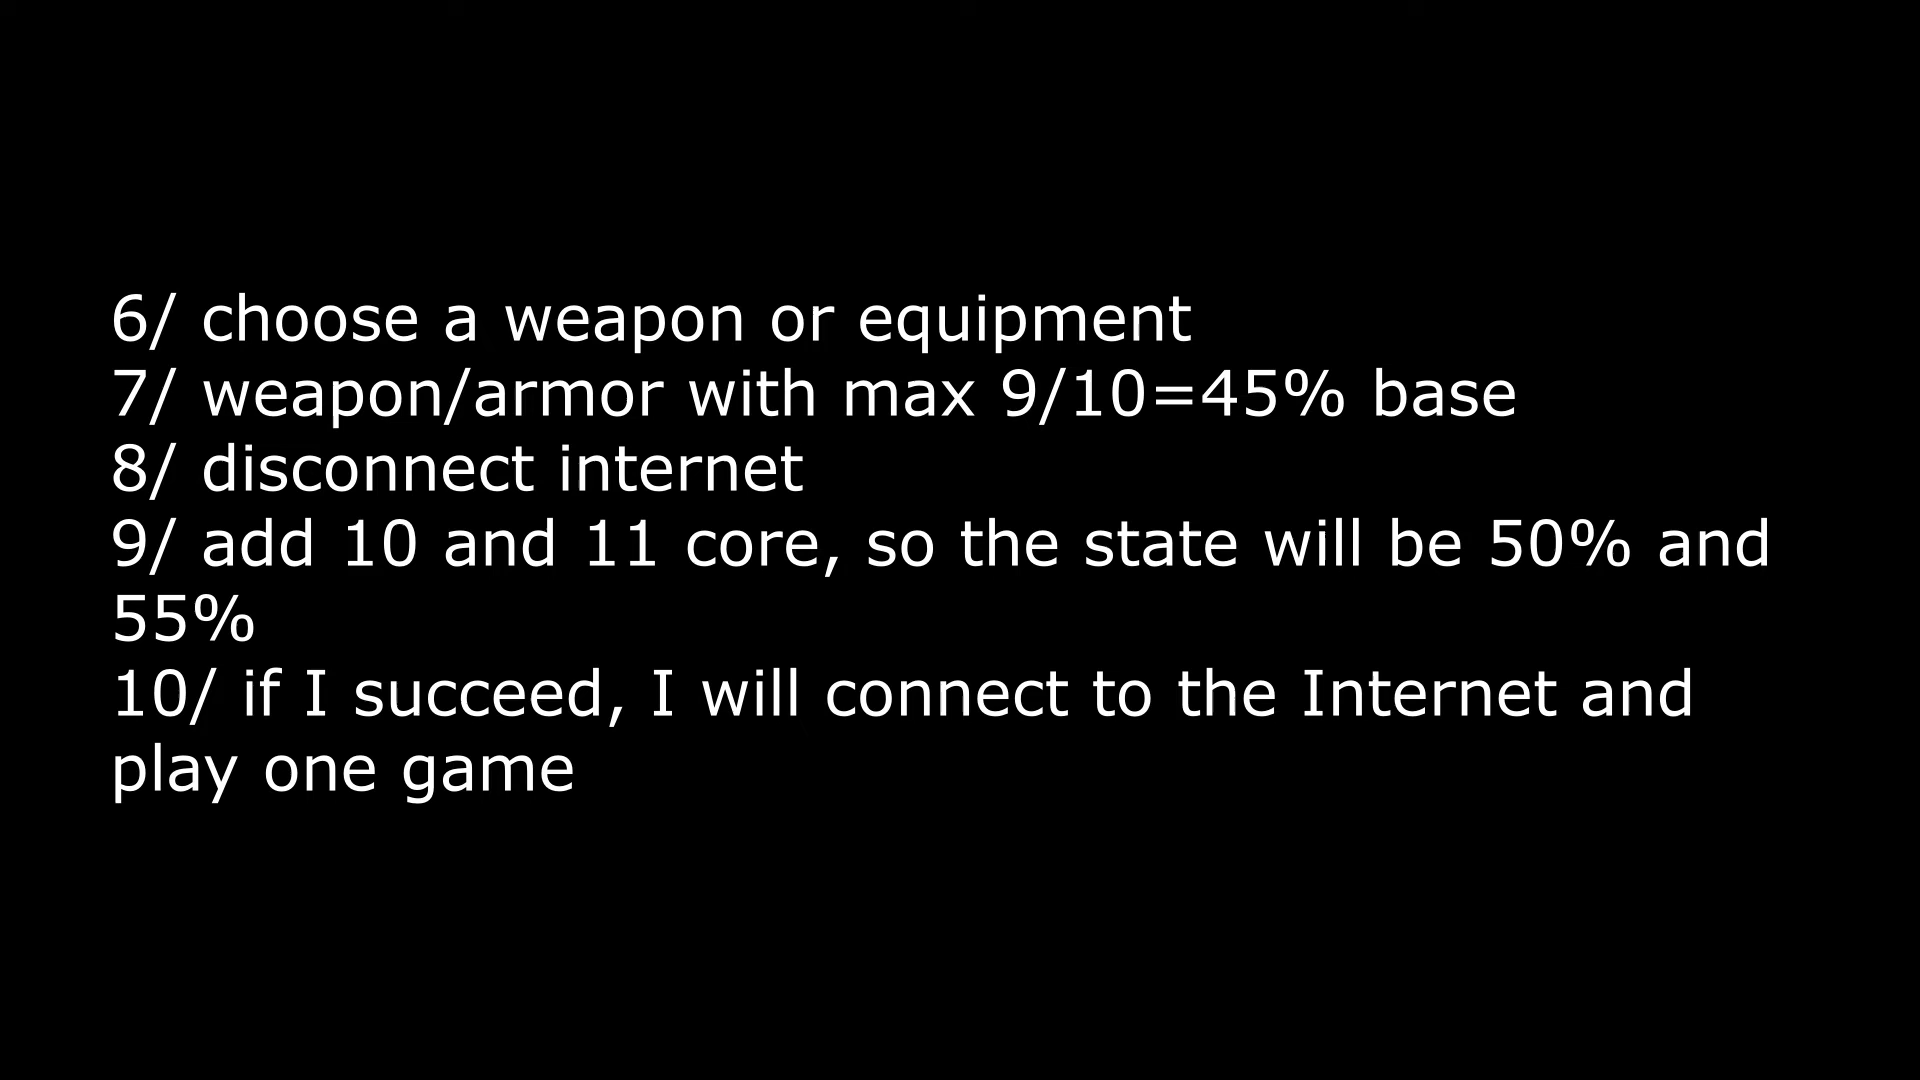 6/ choose a weapon or equipment
7/ weapon/armor with max 9/10=45% base
8/ disconnect internet
9/ add 10 and 11 core, so the state will be 50% and
55%
10/ if I succeed, I will connect to the Internet and
play one game